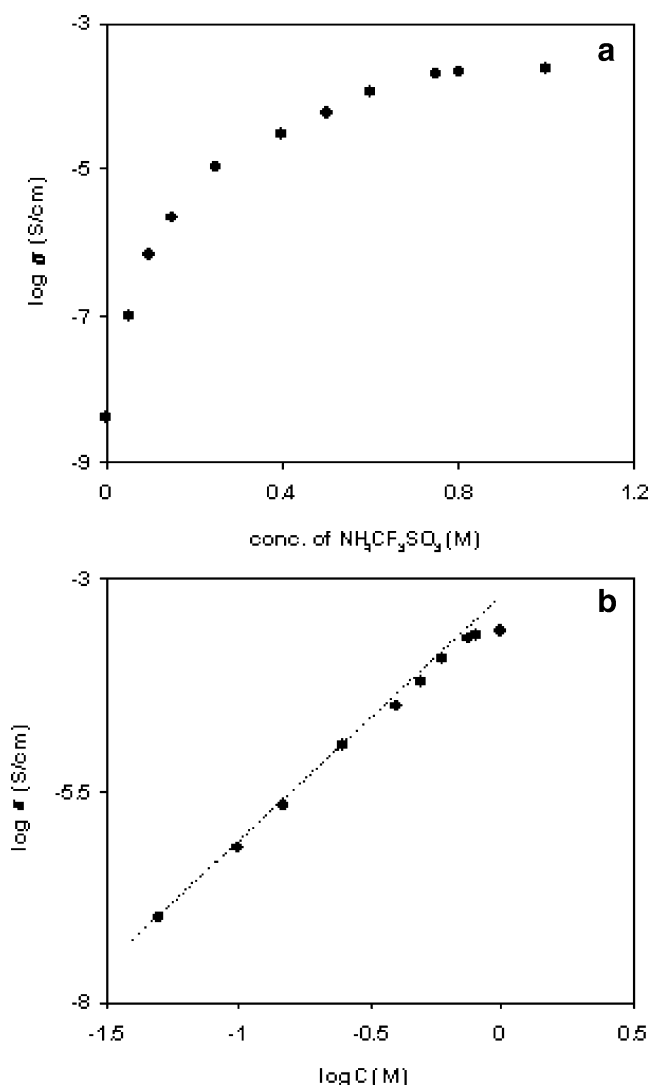 a
-3
-5
-7
-9
log σ (S/cm)
0 0.4 0.8 1.2
conc. of NH₄CF₃SO₃ (M)
b
-3
-5.5
-8
log σ (S/cm)
-1.5 -1 -0.5 0 0.5
log C (M)